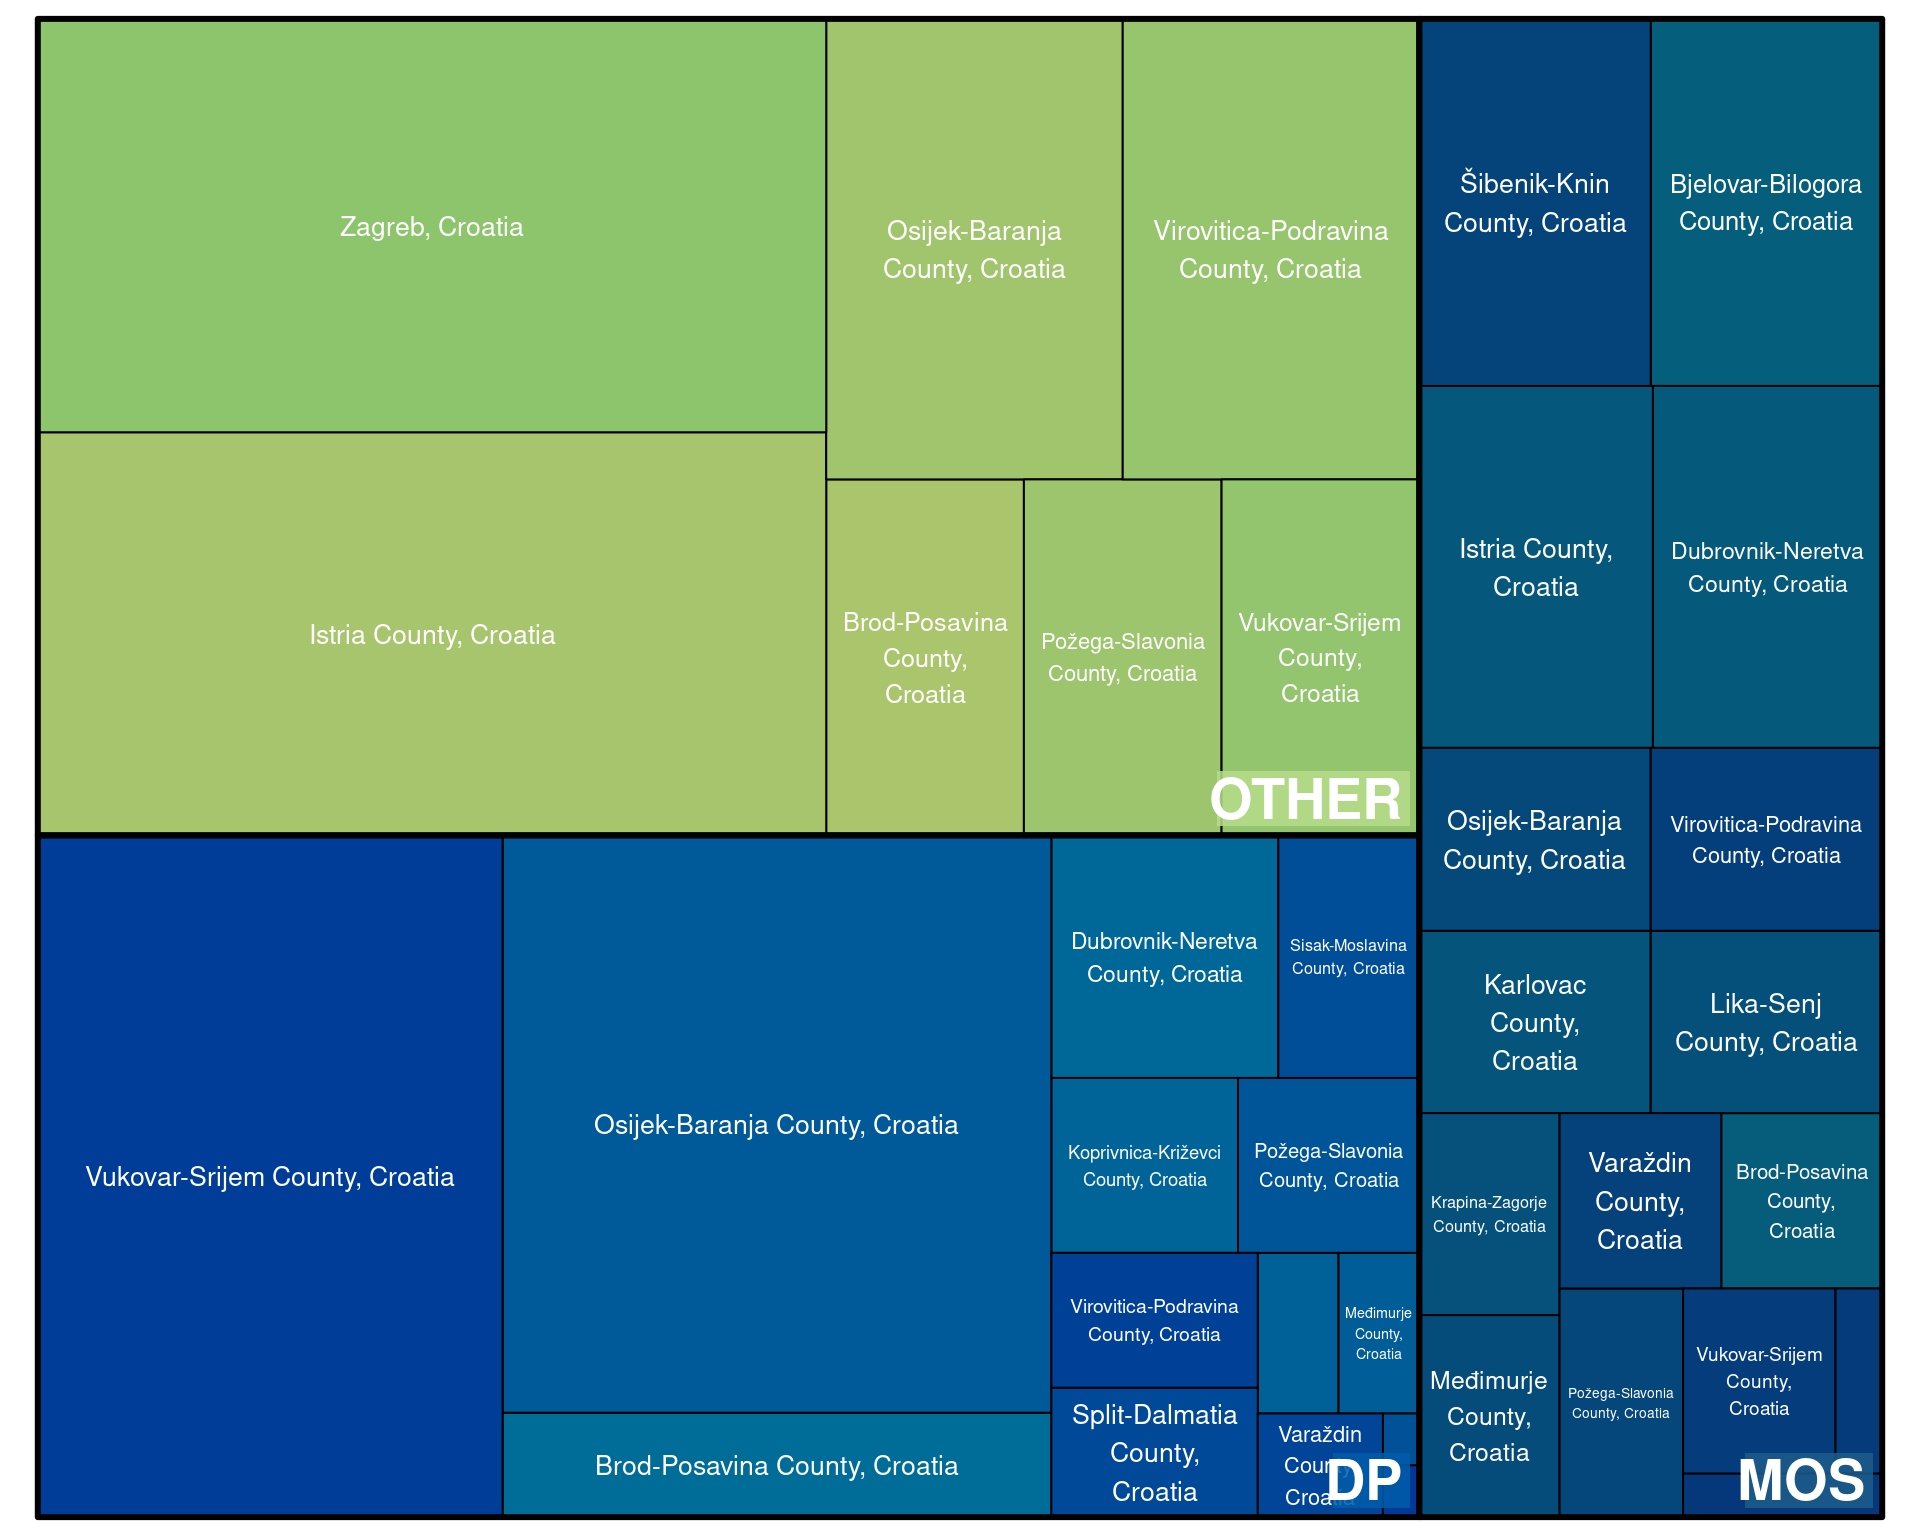 Zagreb, Croatia
Istria County, Croatia
Osijek-Baranja
County, Croatia
Virovitica-Podravina
County, Croatia
Brod-Posavina
County,
Croatia
Požega-Slavonia
County, Croatia
Vukovar-Srijem
County,
Croatia
OTHER
Vukovar-Srijem County, Croatia
Osijek-Baranja County, Croatia
Brod-Posavina County, Croatia
Dubrovnik-Neretva
County, Croatia
Sisak-Moslavina
County, Croatia
Koprivnica-Križevci
County, Croatia
Požega-Slavonia
County, Croatia
Virovitica-Podravina
County, Croatia
Međimurje
County,
Croatia
Split-Dalmatia
County,
Croatia
Varaždin
County,
Croatia
DP
Šibenik-Knin
County, Croatia
Bjelovar-Bilogora
County, Croatia
Istria County,
Croatia
Dubrovnik-Neretva
County, Croatia
Osijek-Baranja
County, Croatia
Virovitica-Podravina
County, Croatia
Karlovac
County,
Croatia
Lika-Senj
County, Croatia
Krapina-Zagorje
County, Croatia
Varaždin
County,
Croatia
Brod-Posavina
County,
Croatia
Međimurje
County,
Croatia
Požega-Slavonia
County, Croatia
Vukovar-Srijem
County,
Croatia
MOS